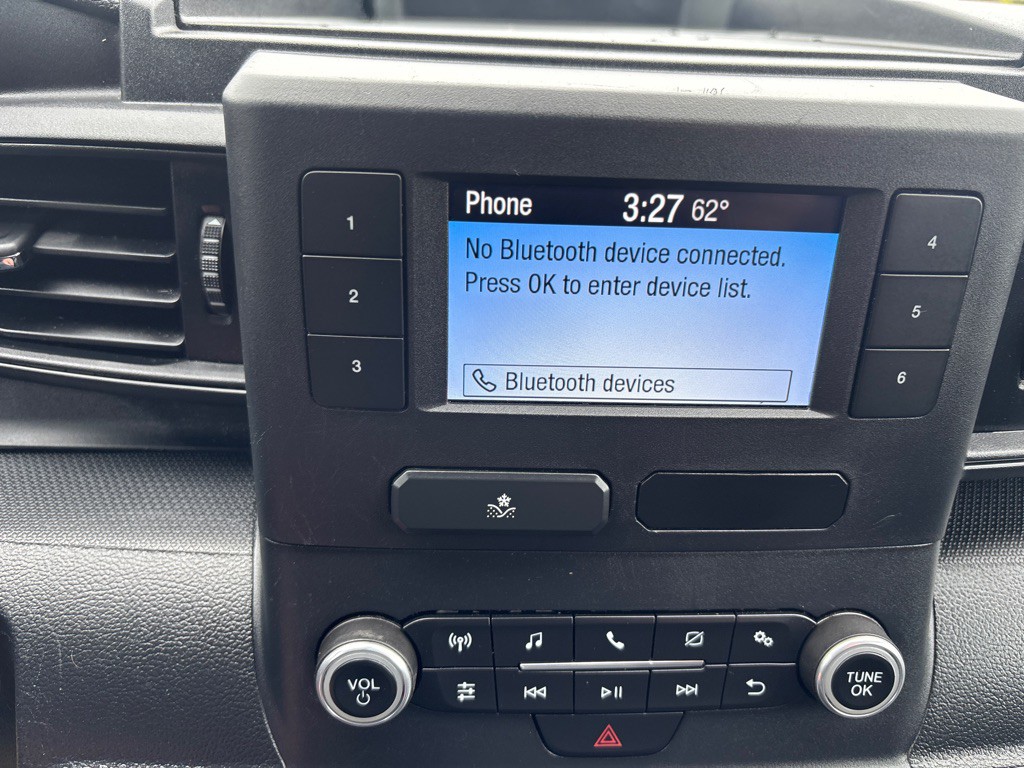 Phone 3:27 62°
No Bluetooth device connected.
Press OK to enter device list.
Bluetooth devices
1
2
3
4
5
6
VOL
TUNE
OK